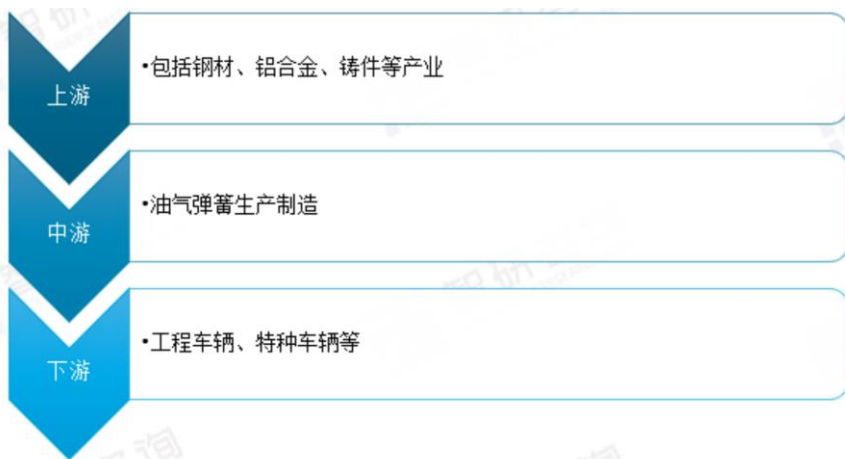 上游
•包括钢材、铝合金、铸件等产业
中游
•油气弹簧生产制造
下游
•工程车辆、特种车辆等